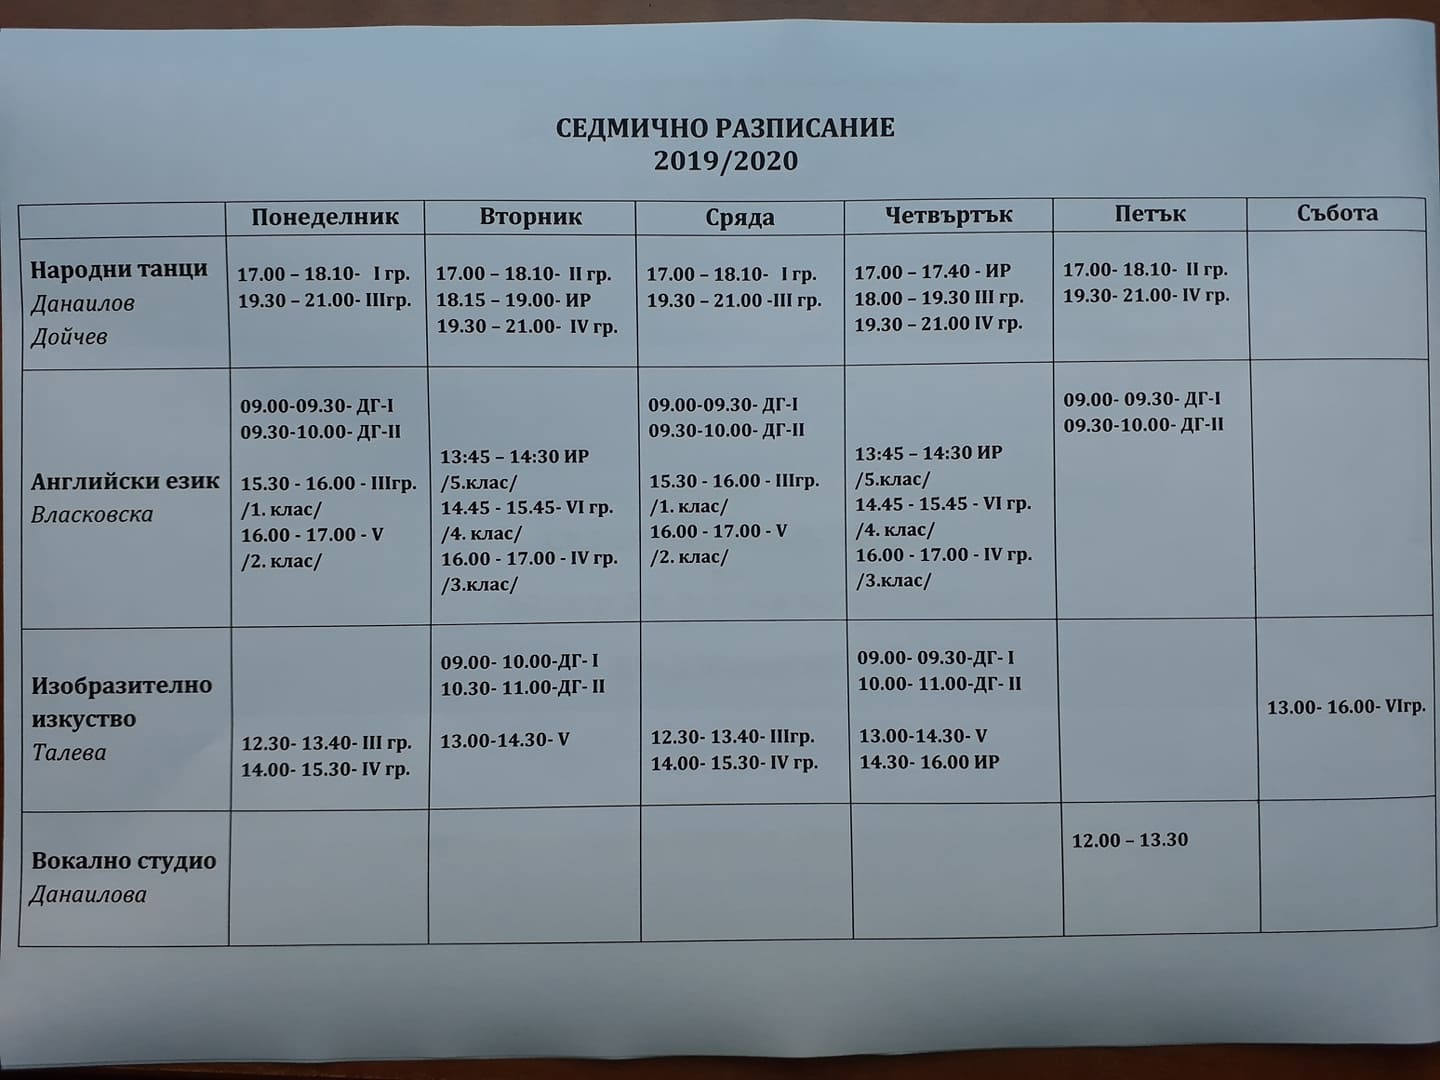 СЕДМИЧНО РАЗПИСАНИЕ
2019/2020
Понеделник
Вторник
Сряда
Четвъртък
Петък
Събота
Народни танци
Данаилов
Дойчев
17.00 – 18.10- I гр.
19.30 – 21.00- IIIгр.
17.00 – 18.10- II гр.
18.15 – 19.00- ИР
19.30 – 21.00- IV гр.
17.00 – 18.10- I гр.
19.30 – 21.00 -III гр.
17.00 – 17.40 - ИР
18.00 – 19.30 III гр.
19.30 – 21.00 IV гр.
17.00- 18.10- II гр.
19.30- 21.00- IV гр.
Английски език
Власковска
09.00-09.30- ДГ-I
09.30-10.00- ДГ-II
15.30 - 16.00 - IIIгр.
/1. клас/
16.00 - 17.00 - V
/2. клас/
13:45 – 14:30 ИР
/5.клас/
14.45 - 15.45- VI гр.
/4. клас/
16.00 - 17.00 - IV гр.
/3.клас/
09.00-09.30- ДГ-I
09.30-10.00- ДГ-II
15.30 - 16.00 - IIIгр.
/1. клас/
16.00 - 17.00 - V
/2. клас/
13:45 – 14:30 ИР
/5.клас/
14.45 - 15.45 - VI гр.
/4. клас/
16.00 - 17.00 - IV гр.
/3.клас/
09.00- 09.30- ДГ-I
09.30-10.00- ДГ-II
Изобразително
изкуство
Талева
12.30- 13.40- III гр.
14.00- 15.30- IV гр.
09.00- 10.00-ДГ- I
10.30- 11.00-ДГ- II
13.00-14.30- V
12.30- 13.40- IIIгр.
14.00- 15.30- IV гр.
09.00- 09.30-ДГ- I
10.00- 11.00-ДГ- II
13.00-14.30- V
14.30- 16.00 ИР
13.00- 16.00- VIгр.
Вокално студио
Данаилова
12.00 – 13.30